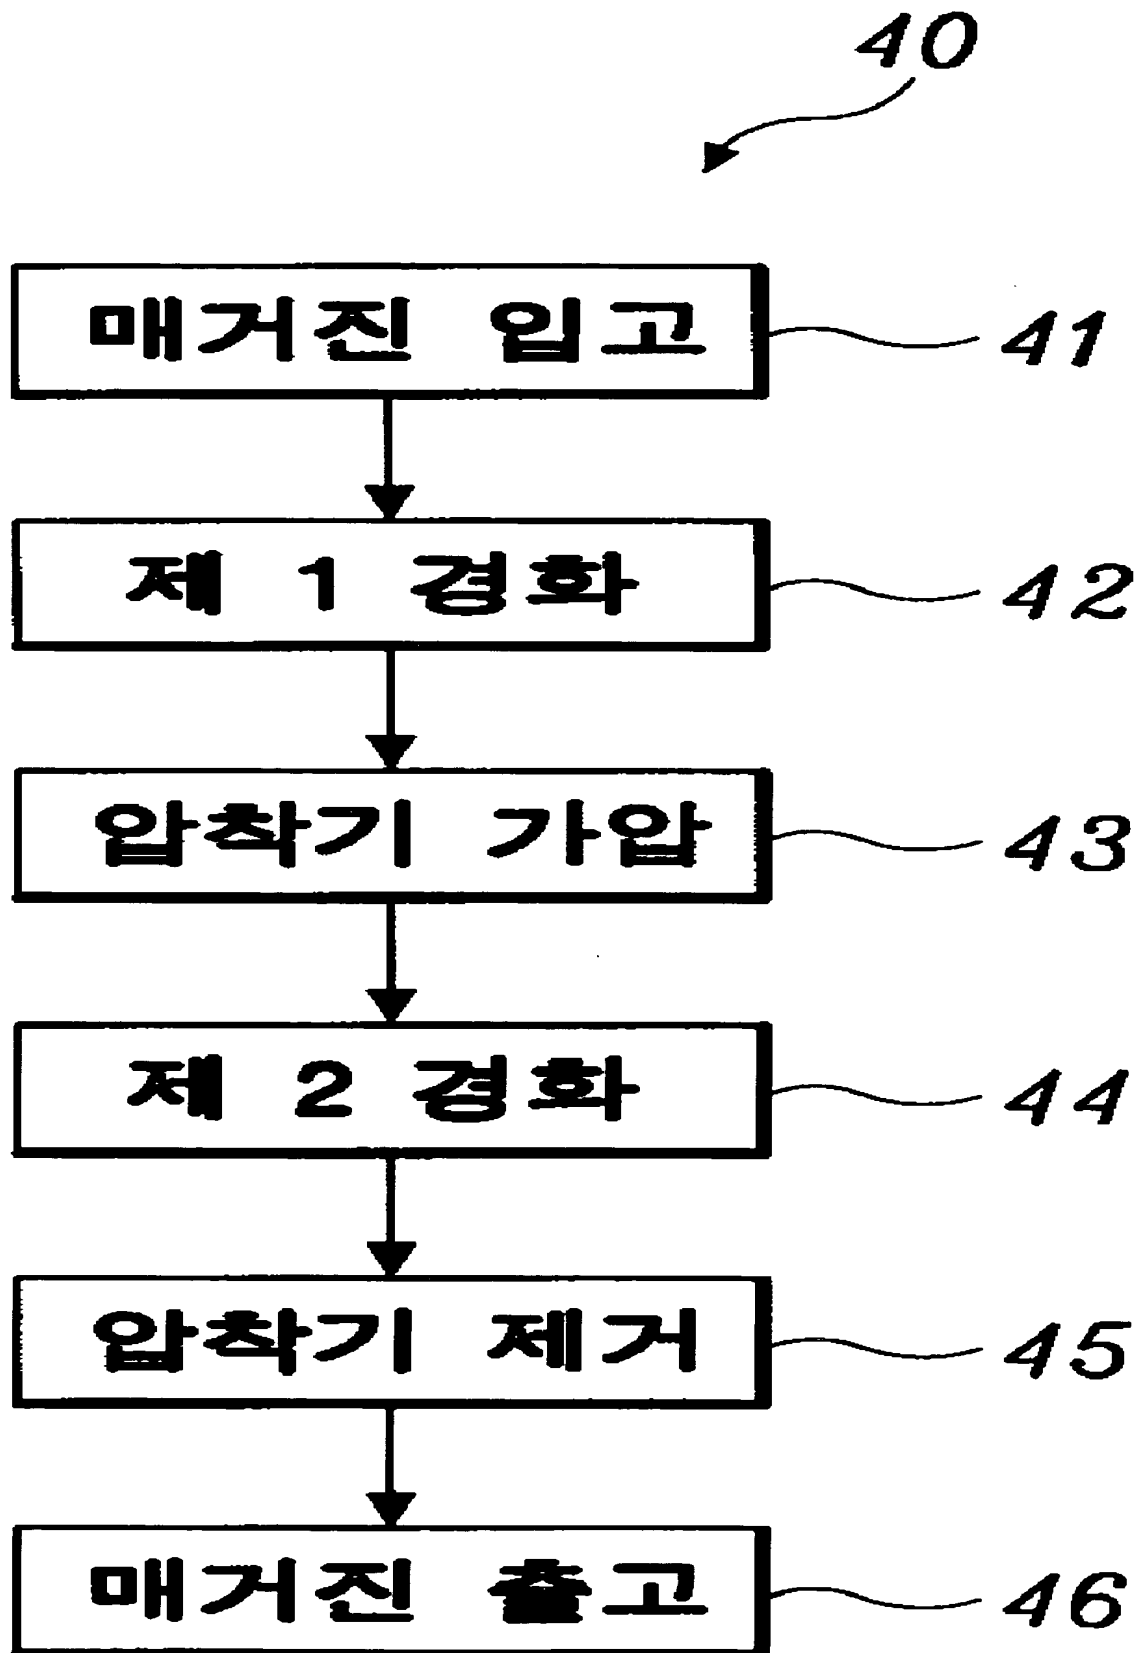 40
매거진 입고 41
제 1 경화 42
압착기 가압 43
제 2 경화 44
압착기 제거 45
매거진 출고 46